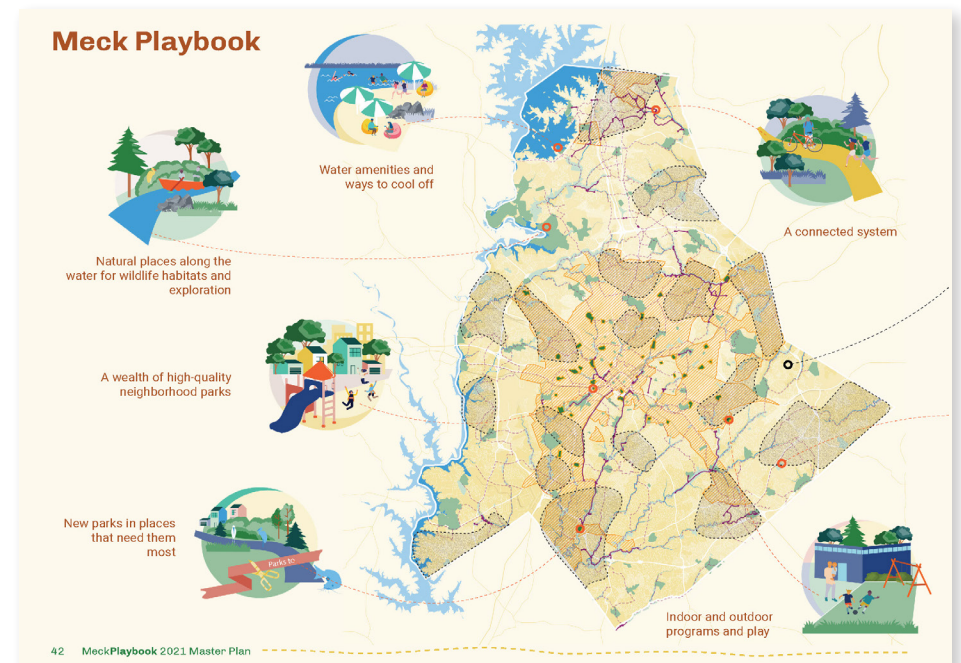 Meck Playbook
Water amenities and
ways to cool off
A connected system
Natural places along the
water for wildlife habitats and
exploration
A wealth of high-quality
neighborhood parks
New parks in places
that need them
most
Parks to
Indoor and outdoor
programs and play
42 MeckPlaybook 2021 Master Plan